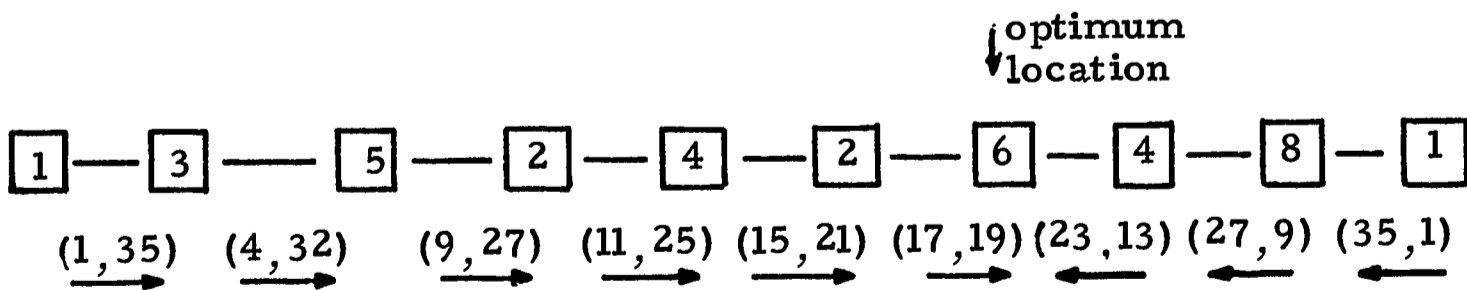 optimum
location
1 3 5 2 4 2 6 4 8 1
(1,35) (4,32) (9,27) (11,25) (15,21) (17,19) (23,13) (27,9) (35,1)